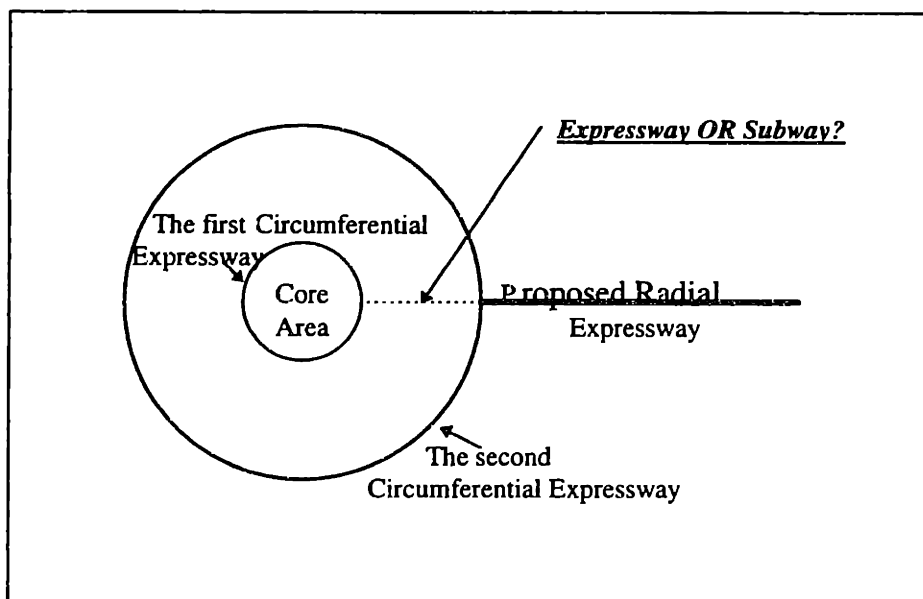 Expressway OR Subway?
The first Circumferential
Expressway
Core
Area
Proposed Radial
Expressway
The second
Circumferential Expressway